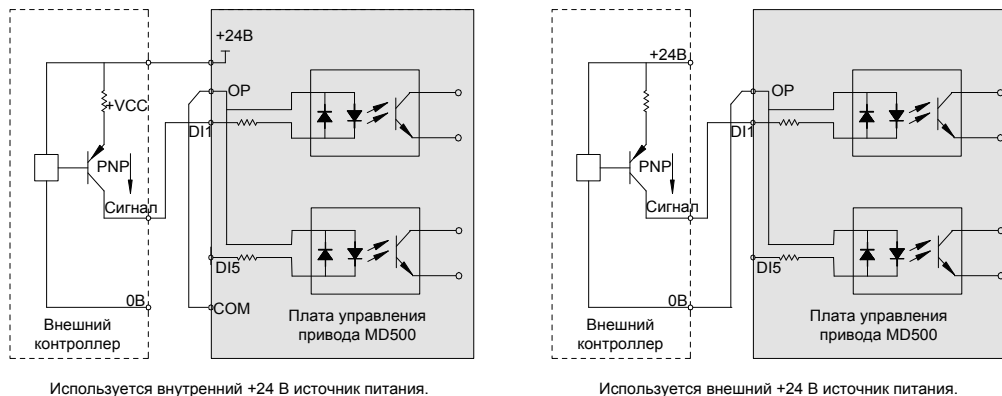 +24В
OP
+VCC
DI1
PNP
Сигнал
DI5
0В
COM
Внешний
контроллер
Плата управления
привода MD500
Используется внутренний +24 В источник питания.
+24В
OP
DI1
PNP
Сигнал
DI5
0В
Внешний
контроллер
Плата управления
привода MD500
Используется внешний +24 В источник питания.